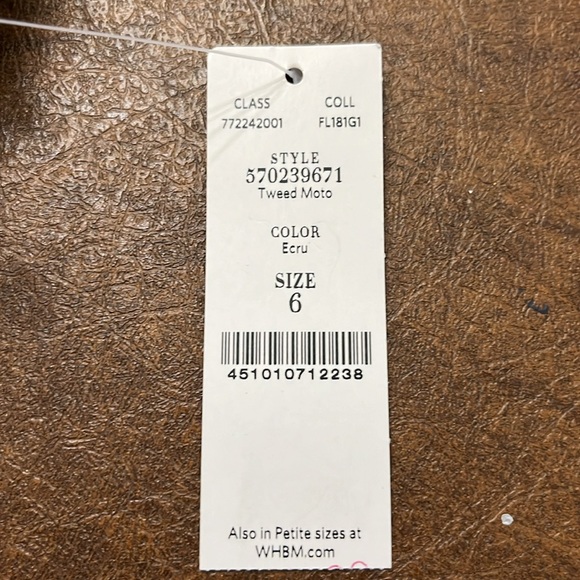 CLASS COLL
772242001 FL181G1
STYLE
570239671
Tweed Moto
COLOR
Ecru
SIZE
6
451010712238
Also in Petite sizes at
WHBM.com